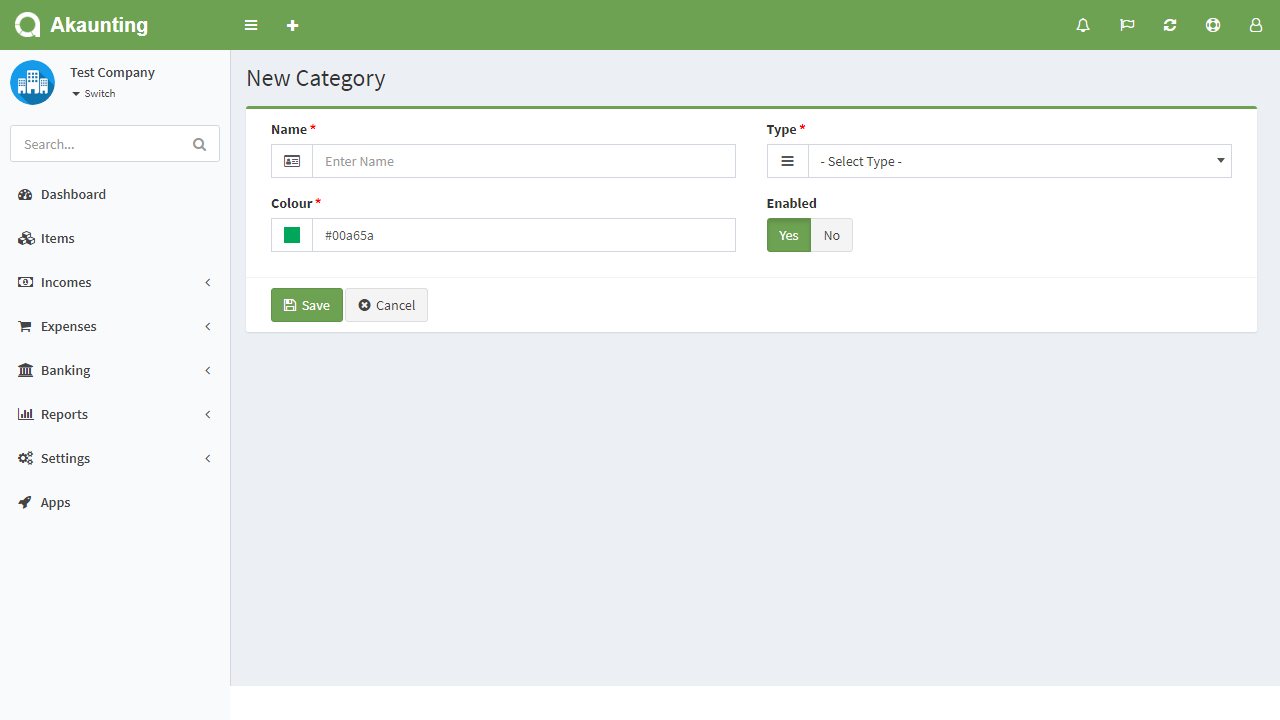 Akaunting
Test Company
Switch
Search...
Dashboard
Items
Incomes
Expenses
Banking
Reports
Settings
Apps
New Category
Name *
Type *
Enter Name
- Select Type -
Colour *
Enabled
#00a65a
Yes No
Save Cancel